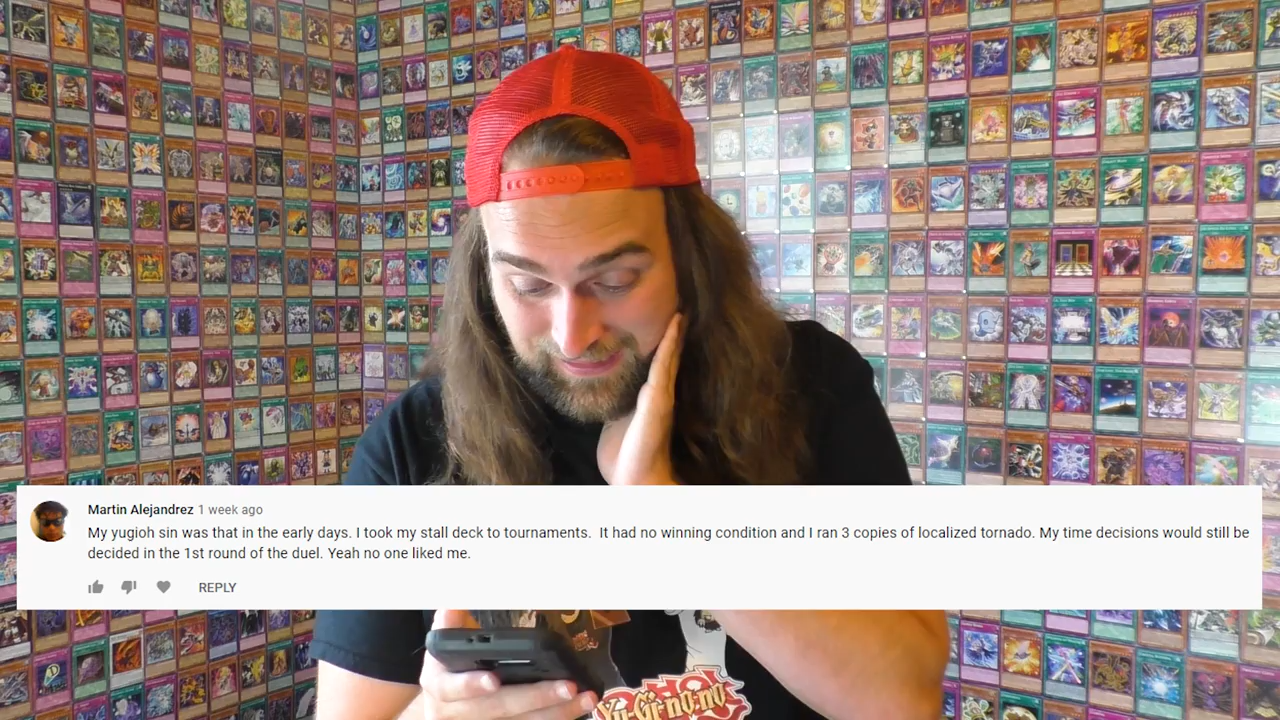 Martin Alejandrez 1 week ago
My yugioh sin was that in the early days. I took my stall deck to tournaments.  It had no winning condition and I ran 3 copies of localized tornado. My time decisions would still be
decided in the 1st round of the duel. Yeah no one liked me.
REPLY
Yu-Gi-no-no